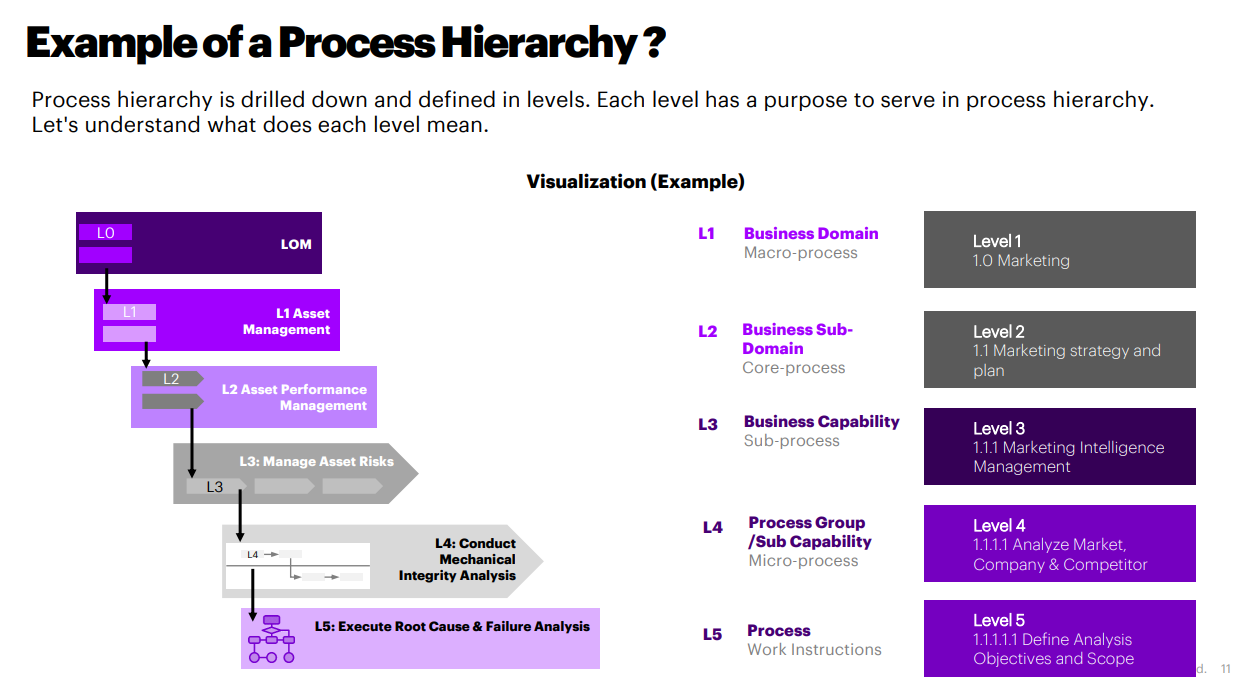 Example of a Process Hierarchy ?
Process hierarchy is drilled down and defined in levels. Each level has a purpose to serve in process hierarchy.
Let's understand what does each level mean.
Visualization (Example)
L0
LOM
L1
L1 Asset
Management
L2
L2 Asset Performance
Management
L3: Manage Asset Risks
L3
L4
L4: Conduct
Mechanical
Integrity Analysis
L5: Execute Root Cause & Failure Analysis
L1
Business Domain
Macro-process
Level 1
1.0 Marketing
L2
Business Sub-
Domain
Core-process
Level 2
1.1 Marketing strategy and
plan
L3
Business Capability
Sub-process
Level 3
1.1.1 Marketing Intelligence
Management
L4
Process Group
/Sub Capability
Micro-process
Level 4
1.1.1.1 Analyze Market,
Company & Competitor
L5
Process
Work Instructions
Level 5
1.1.1.1.1 Define Analysis
Objectives and Scope
d. 11